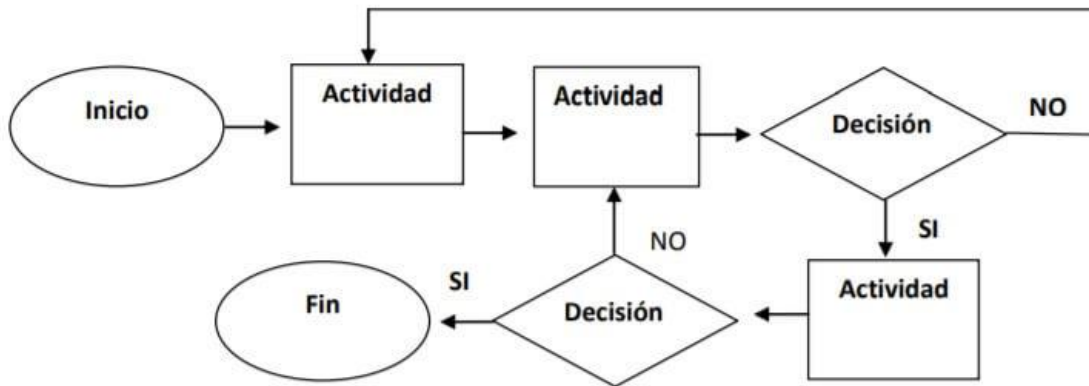 Inicio
Actividad
Actividad
Decisión
NO
SI
NO
Actividad
Decisión
SI
Fin